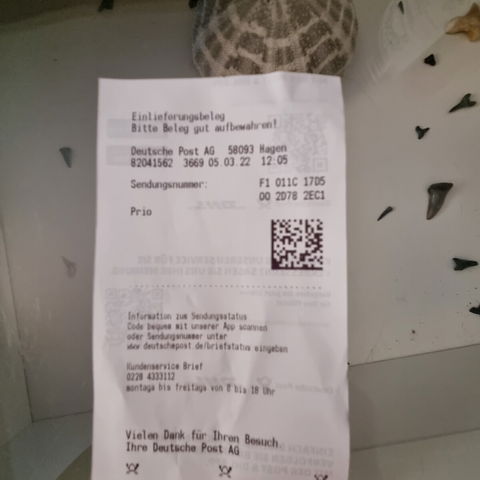 Einlieferungsbeleg
Bitte Beleg gut aufbewahren!
Deutsche Post AG 58093 Hagen
82041562 3669 05.03.22 12:05
Sendungsnummer: F1 011C 17D5
00 2D78 2EC1
Prio
Information zum Sendungsstatus
Code bequem mit unserer App scannen
oder Sendungsnummer unter
www.deutschepost.de/briefstatus eingeben
Kundenservice Brief
0228 4333112
montags bis freitags von 8 bis 18 Uhr
Vielen Dank für Ihren Besuch
Ihre Deutsche Post AG